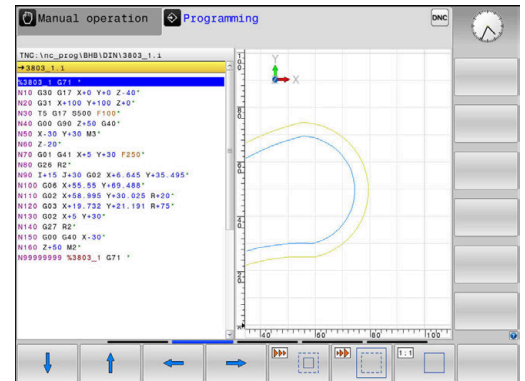 Manual operation
Programming
DNC
TNC:\nc_prog\BHB\DIN\3803_1.i
→3803_1.i
%3803_1 G71 *
N10 G30 G17 X+0 Y+0 Z-40*
N20 G31 X+100 Y+100 Z+0*
N30 T5 G17 S500 F100*
N40 G00 G90 Z+50 G40*
N50 X-30 Y+30 M3*
N60 Z-20*
N70 G01 G41 X+5 Y+30 F250*
N80 G26 R2*
N90 I+15 J+30 G02 X+6.645 Y+35.495*
N100 G06 X+55.55 Y+69.488*
N110 G02 X+58.995 Y+30.025 R+20*
N120 G03 X+19.732 Y+21.191 R+75*
N130 G02 X+5 Y+30*
N140 G27 R2*
N150 G00 G40 X-30*
N160 Z+50 M2*
N99999999 %3803_1 G71 *
Y
X
40
60
80
100
1:1